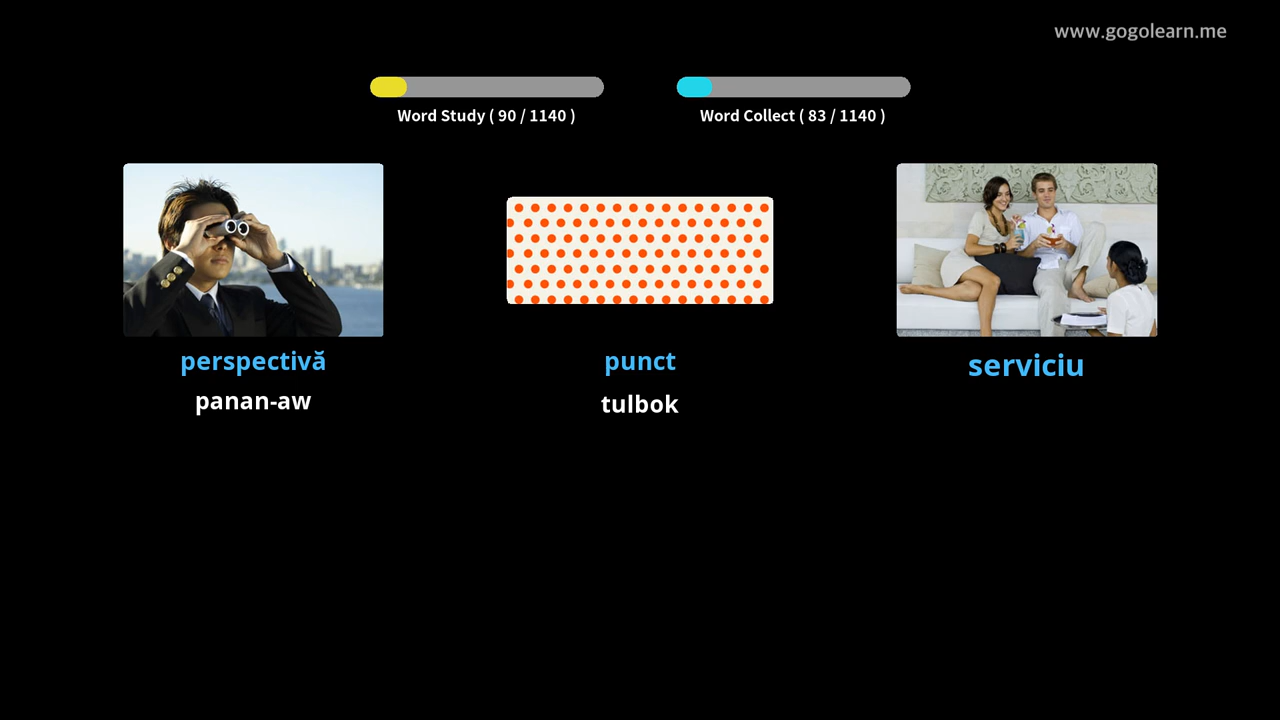 www.gogolearn.me
Word Study ( 90 / 1140 )
Word Collect ( 83 / 1140 )
perspectivă
panan-aw
punct
tulbok
serviciu